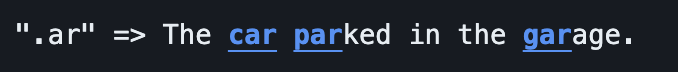 ".ar" => The car parked in the garage.